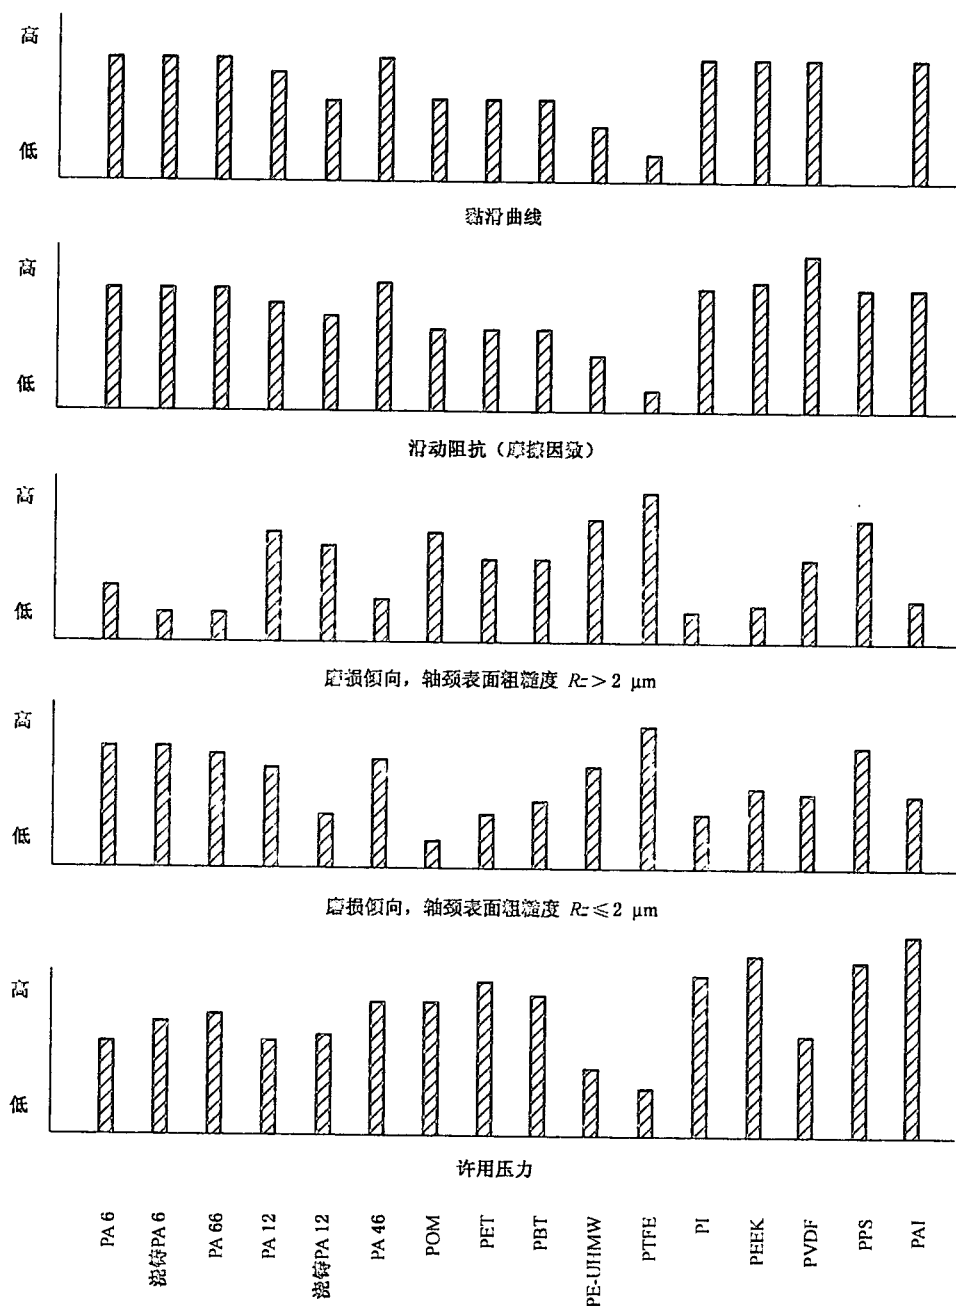 高
低
黏滑曲线
高
低
滑动阻抗（摩擦因数）
高
低
磨损倾向，轴颈表面粗糙度 Rz＞2 μm
高
低
磨损倾向，轴颈表面粗糙度 Rz≤2 μm
高
低
许用压力
PA 6
浇铸PA 6
PA 66
PA 12
浇铸PA 12
PA 46
POM
PET
PBT
PE-UHMW
PTFE
PI
PEEK
PVDF
PPS
PAI